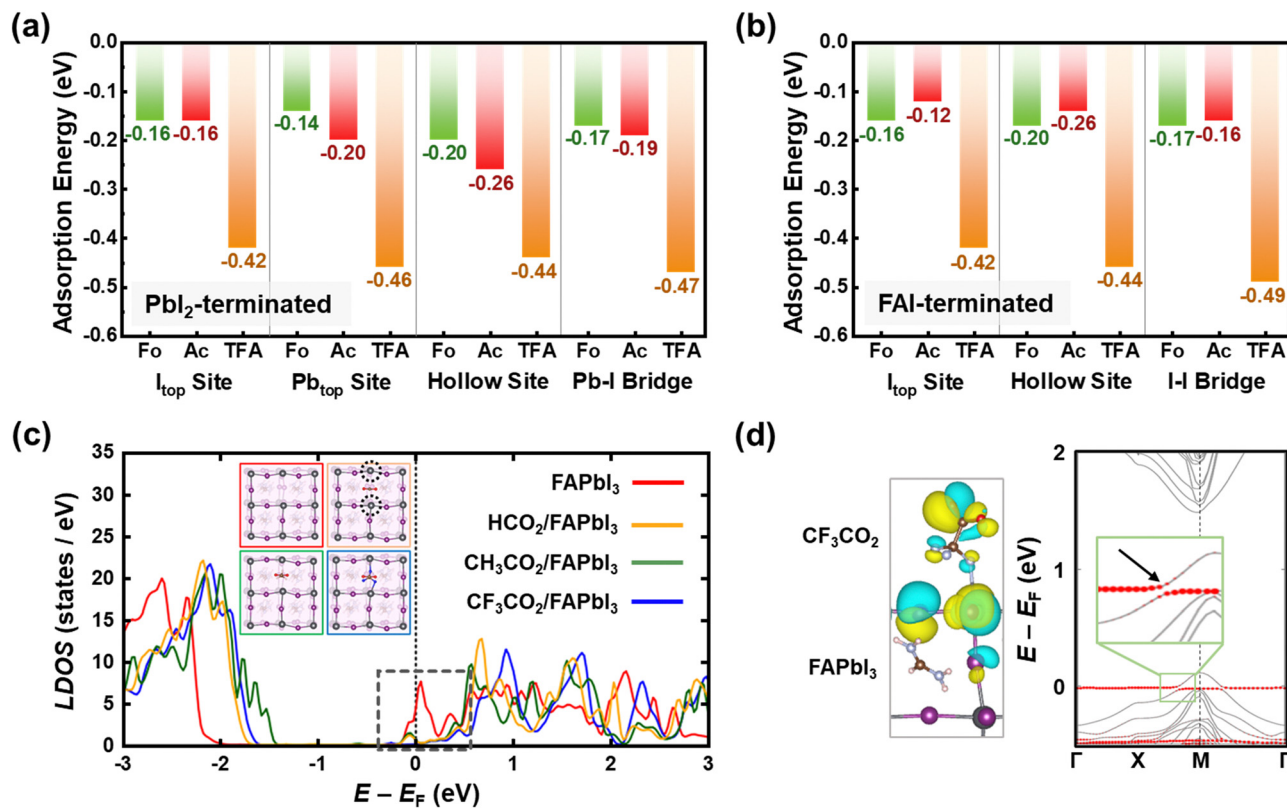 (a)
Adsorption Energy (eV)
0.0
-0.1
-0.2
-0.3
-0.4
-0.5
-0.6
-0.16 -0.16 -0.42 -0.14 -0.20 -0.46 -0.20 -0.26 -0.44 -0.17 -0.19 -0.47
PbI₂-terminated
Fo Ac TFA Fo Ac TFA Fo Ac TFA Fo Ac TFA
I_top Site Pb_top Site Hollow Site Pb-I Bridge
(b)
Adsorption Energy (eV)
0.0
-0.1
-0.2
-0.3
-0.4
-0.5
-0.6
-0.16 -0.12 -0.42 -0.20 -0.26 -0.44 -0.17 -0.16 -0.49
FAI-terminated
Fo Ac TFA Fo Ac TFA Fo Ac TFA
I_top Site Hollow Site I-I Bridge
(c)
LDOS (states / eV)
35
30
25
20
15
10
5
0
FAPbI₃
HCO₂/FAPbI₃
CH₃CO₂/FAPbI₃
CF₃CO₂/FAPbI₃
-3 -2 -1 0 1 2 3
E – E_F (eV)
(d)
CF₃CO₂
FAPbI₃
E – E_F (eV)
2
1
0
Γ X M Γ